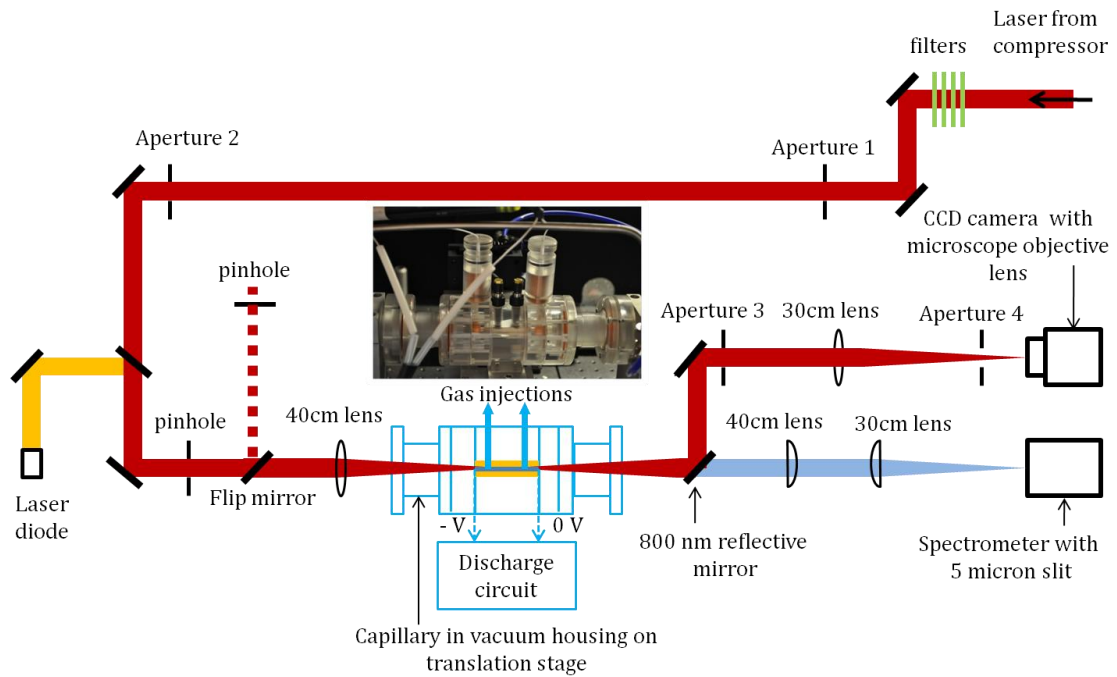 Laser from
compressor
filters
Aperture 2
Aperture 1
CCD camera with
microscope objective
lens
pinhole
Aperture 3
30cm lens
Aperture 4
Gas injections
pinhole
40cm lens
40cm lens
30cm lens
Laser
diode
Flip mirror
- V
0 V
Discharge
circuit
800 nm reflective
mirror
Spectrometer with
5 micron slit
Capillary in vacuum housing on
translation stage